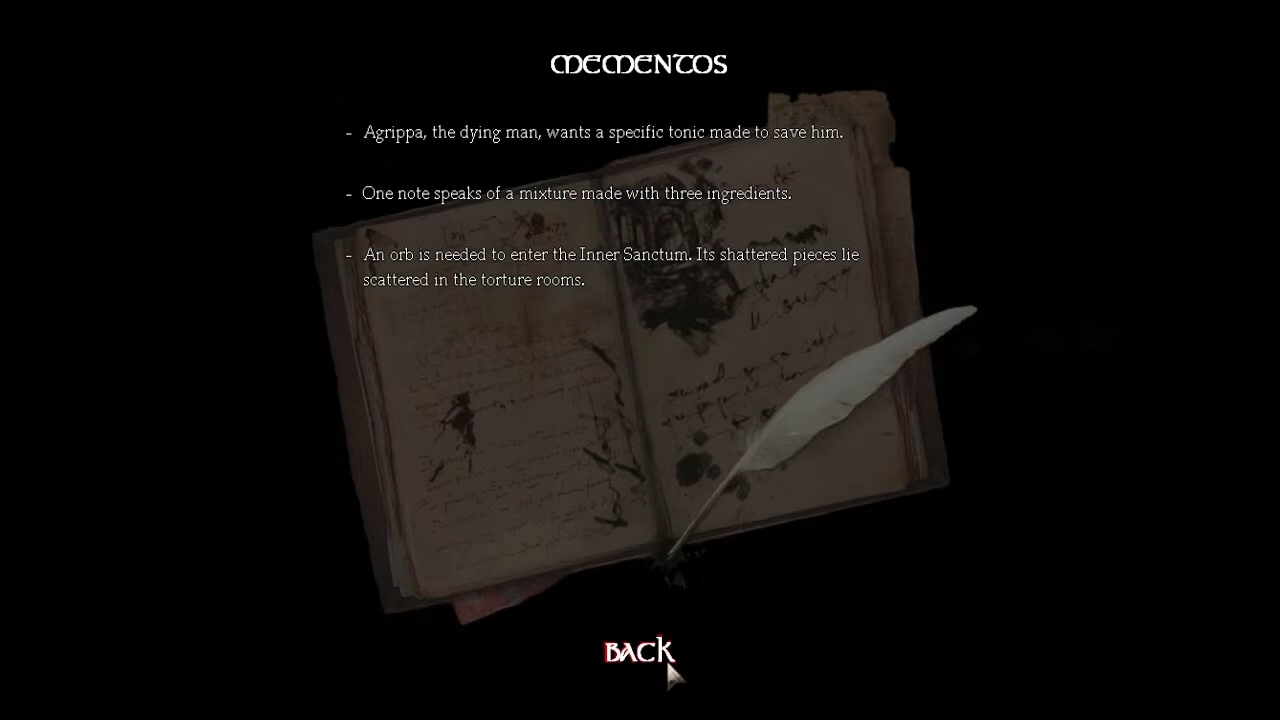 MEMENTOS
- Agrippa, the dying man, wants a specific tonic made to save him.
- One note speaks of a mixture made with three ingredients.
- An orb is needed to enter the Inner Sanctum. Its shattered pieces lie
scattered in the torture rooms.
BACK